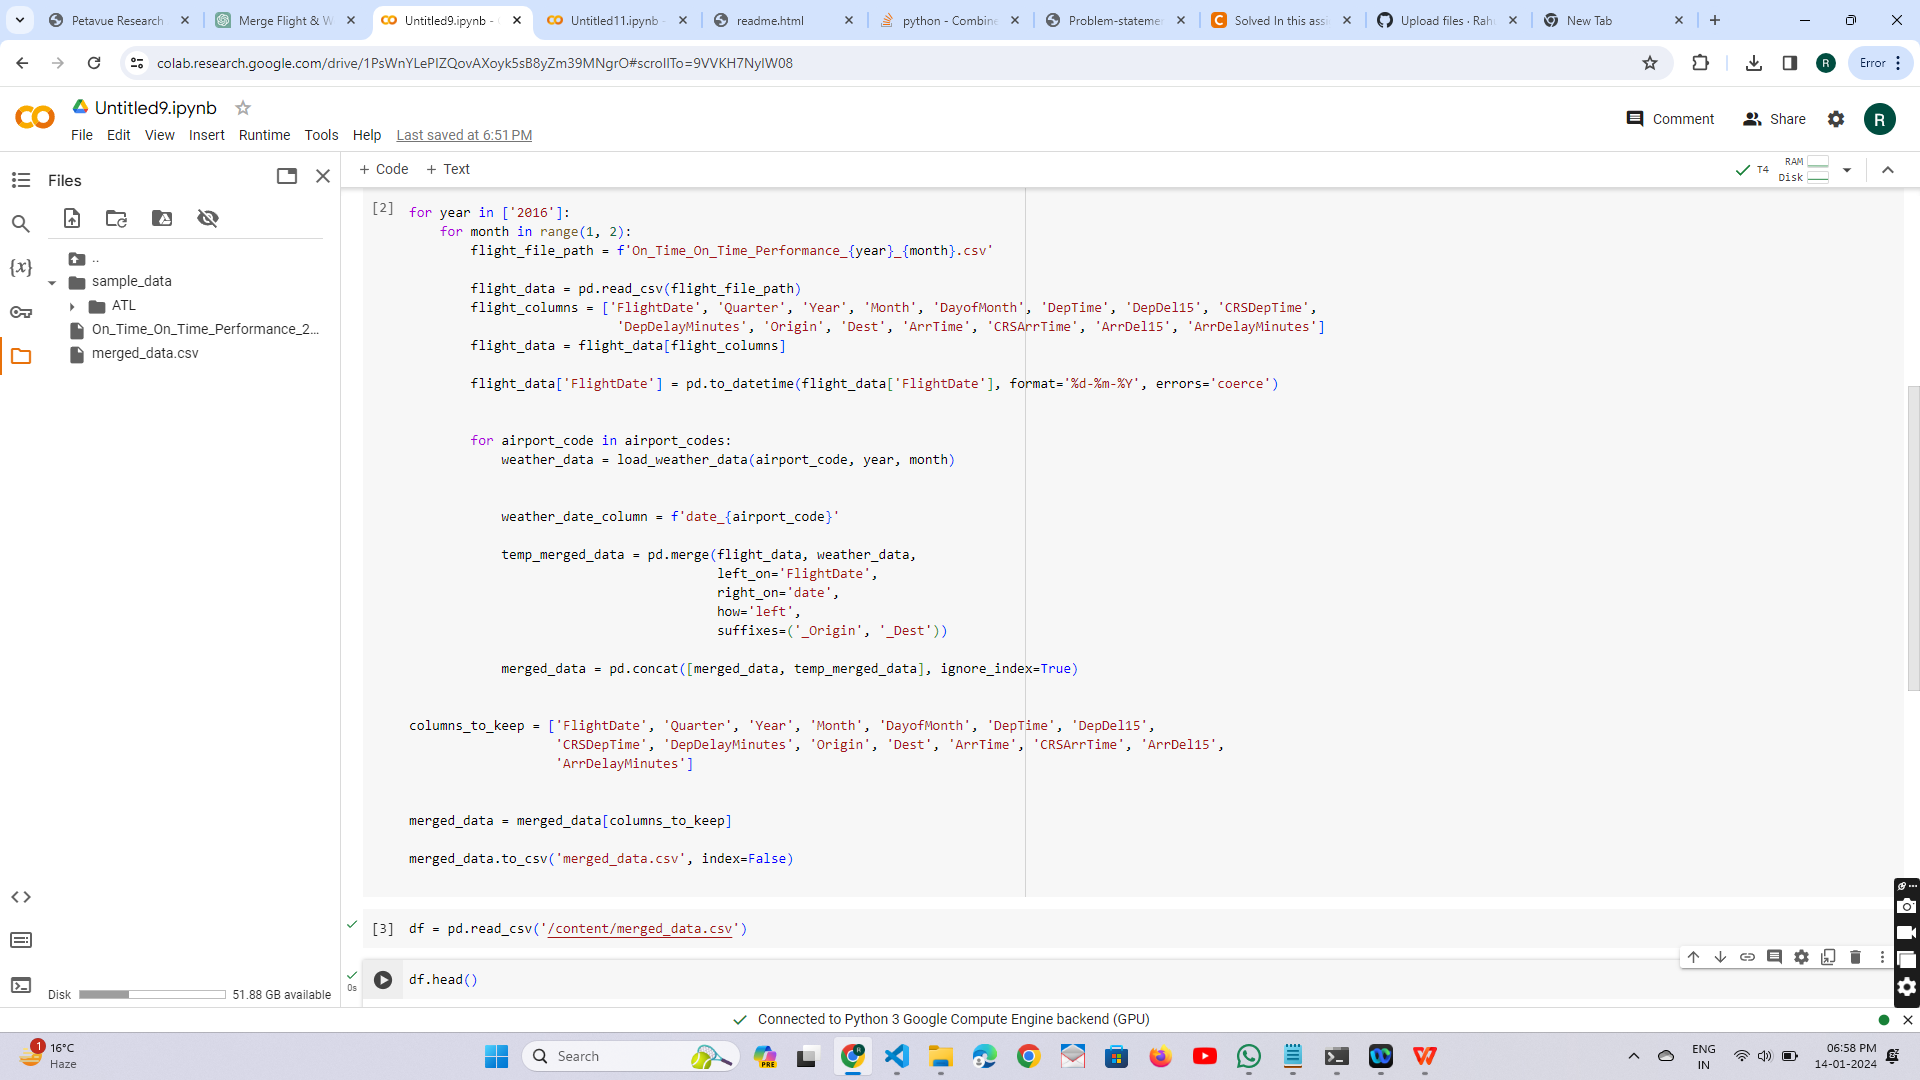 Petavue Research
Merge Flight & W
Untitled9.ipynb -
Untitled11.ipynb -
readme.html
python - Combine
Problem-statemen
Solved In this assi
Upload files · Rah
New Tab
colab.research.google.com/drive/1PsWnYLePIZQovAXoyk5sB8yZm39MNgrO#scrollTo=9VVKH7NyIW08
R
Error
CO
Untitled9.ipynb
File Edit View Insert Runtime Tools Help Last saved at 6:51 PM
Comment
Share
R
Files
+ Code + Text
T4
RAM
Disk
..
sample_data
ATL
On_Time_On_Time_Performance_2...
merged_data.csv
{x}
[2]
for year in ['2016']:
for month in range(1, 2):
flight_file_path = f'On_Time_On_Time_Performance_{year}_{month}.csv'
flight_data = pd.read_csv(flight_file_path)
flight_columns = ['FlightDate', 'Quarter', 'Year', 'Month', 'DayofMonth', 'DepTime', 'DepDel15', 'CRSDepTime',
'DepDelayMinutes', 'Origin', 'Dest', 'ArrTime', 'CRSArrTime', 'ArrDel15', 'ArrDelayMinutes']
flight_data = flight_data[flight_columns]
flight_data['FlightDate'] = pd.to_datetime(flight_data['FlightDate'], format='%d-%m-%Y', errors='coerce')
for airport_code in airport_codes:
weather_data = load_weather_data(airport_code, year, month)
weather_date_column = f'date_{airport_code}'
temp_merged_data = pd.merge(flight_data, weather_data,
left_on='FlightDate',
right_on='date',
how='left',
suffixes=('_Origin', '_Dest'))
merged_data = pd.concat([merged_data, temp_merged_data], ignore_index=True)
columns_to_keep = ['FlightDate', 'Quarter', 'Year', 'Month', 'DayofMonth', 'DepTime', 'DepDel15',
'CRSDepTime', 'DepDelayMinutes', 'Origin', 'Dest', 'ArrTime', 'CRSArrTime', 'ArrDel15',
'ArrDelayMinutes']
merged_data = merged_data[columns_to_keep]
merged_data.to_csv('merged_data.csv', index=False)
[3] df = pd.read_csv('/content/merged_data.csv')
df.head()
0s
Disk
51.88 GB available
Connected to Python 3 Google Compute Engine backend (GPU)
1
16°C
Haze
Search
PRE
ENG
IN
06:58 PM
14-01-2024